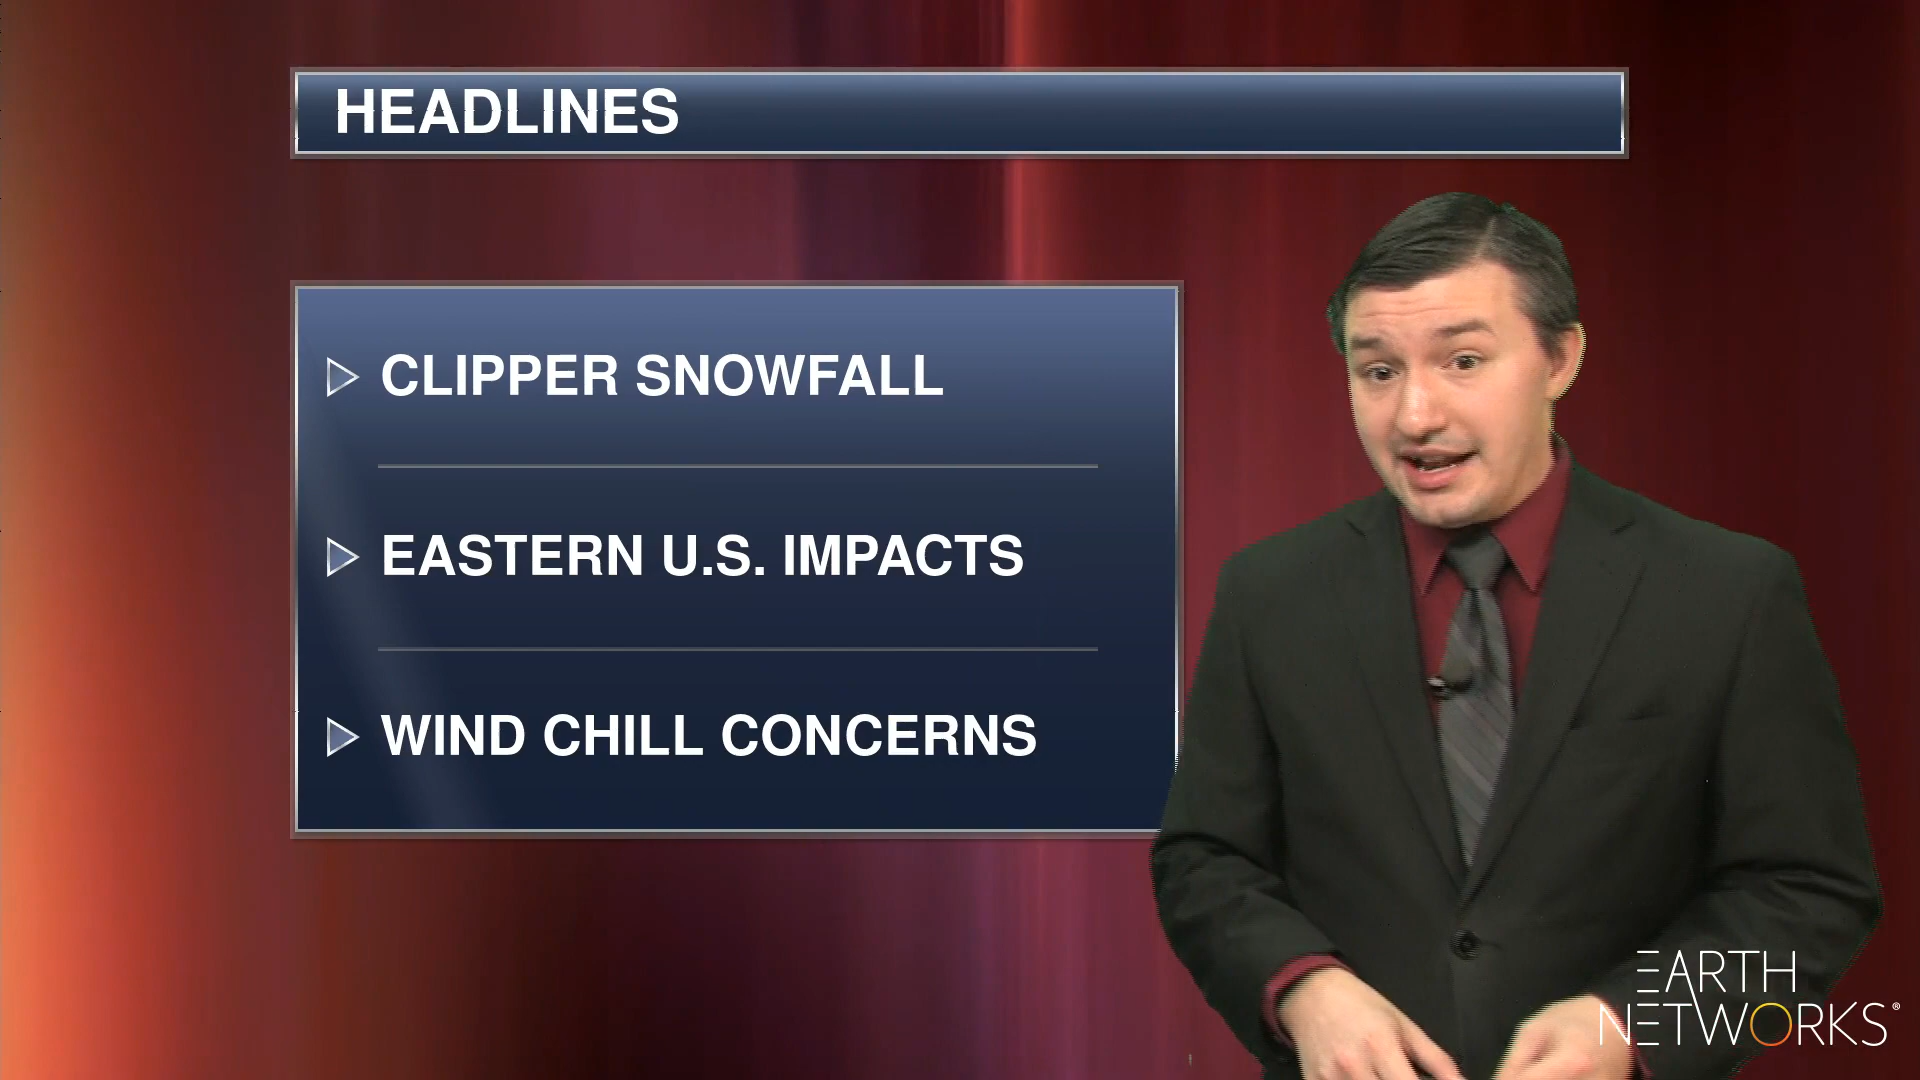 HEADLINES
CLIPPER SNOWFALL
EASTERN U.S. IMPACTS
WIND CHILL CONCERNS
EARTH
NETWORKS®